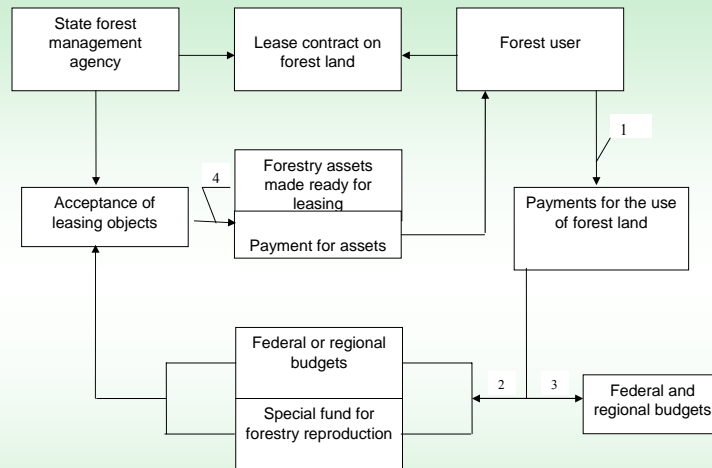 State forest
management
agency
Lease contract on
forest land
Forest user
1
4
Forestry assets
made ready for
leasing
Acceptance of
leasing objects
Payment for assets
Payments for the use
of forest land
Federal or regional
budgets
2
3
Special fund for
forestry reproduction
Federal and
regional budgets